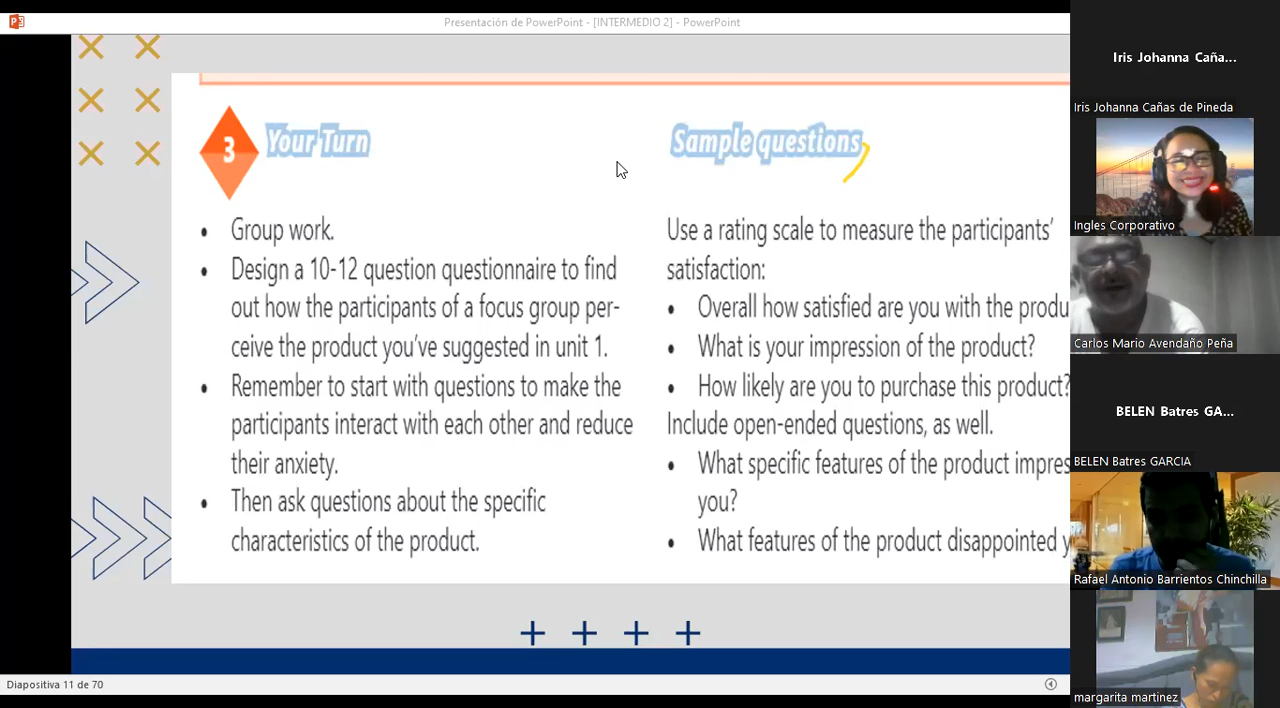 Presentación de PowerPoint - [INTERMEDIO 2] - PowerPoint
3
Your Turn
• Group work.
• Design a 10-12 question questionnaire to find
out how the participants of a focus group per-
ceive the product you've suggested in unit 1.
• Remember to start with questions to make the
participants interact with each other and reduce
their anxiety.
• Then ask questions about the specific
characteristics of the product.
Sample questions
Use a rating scale to measure the participants'
satisfaction:
• Overall how satisfied are you with the produ
• What is your impression of the product?
• How likely are you to purchase this product?
Include open-ended questions, as well.
• What specific features of the product impres
you?
• What features of the product disappointed y
Diapositiva 11 de 70
Iris Johanna Caña...
Iris Johanna Cañas de Pineda
Ingles Corporativo
Carlos Mario Avendaño Peña
BELEN Batres GA...
BELEN Batres GARCIA
Rafael Antonio Barrientos Chinchilla
margarita martinez